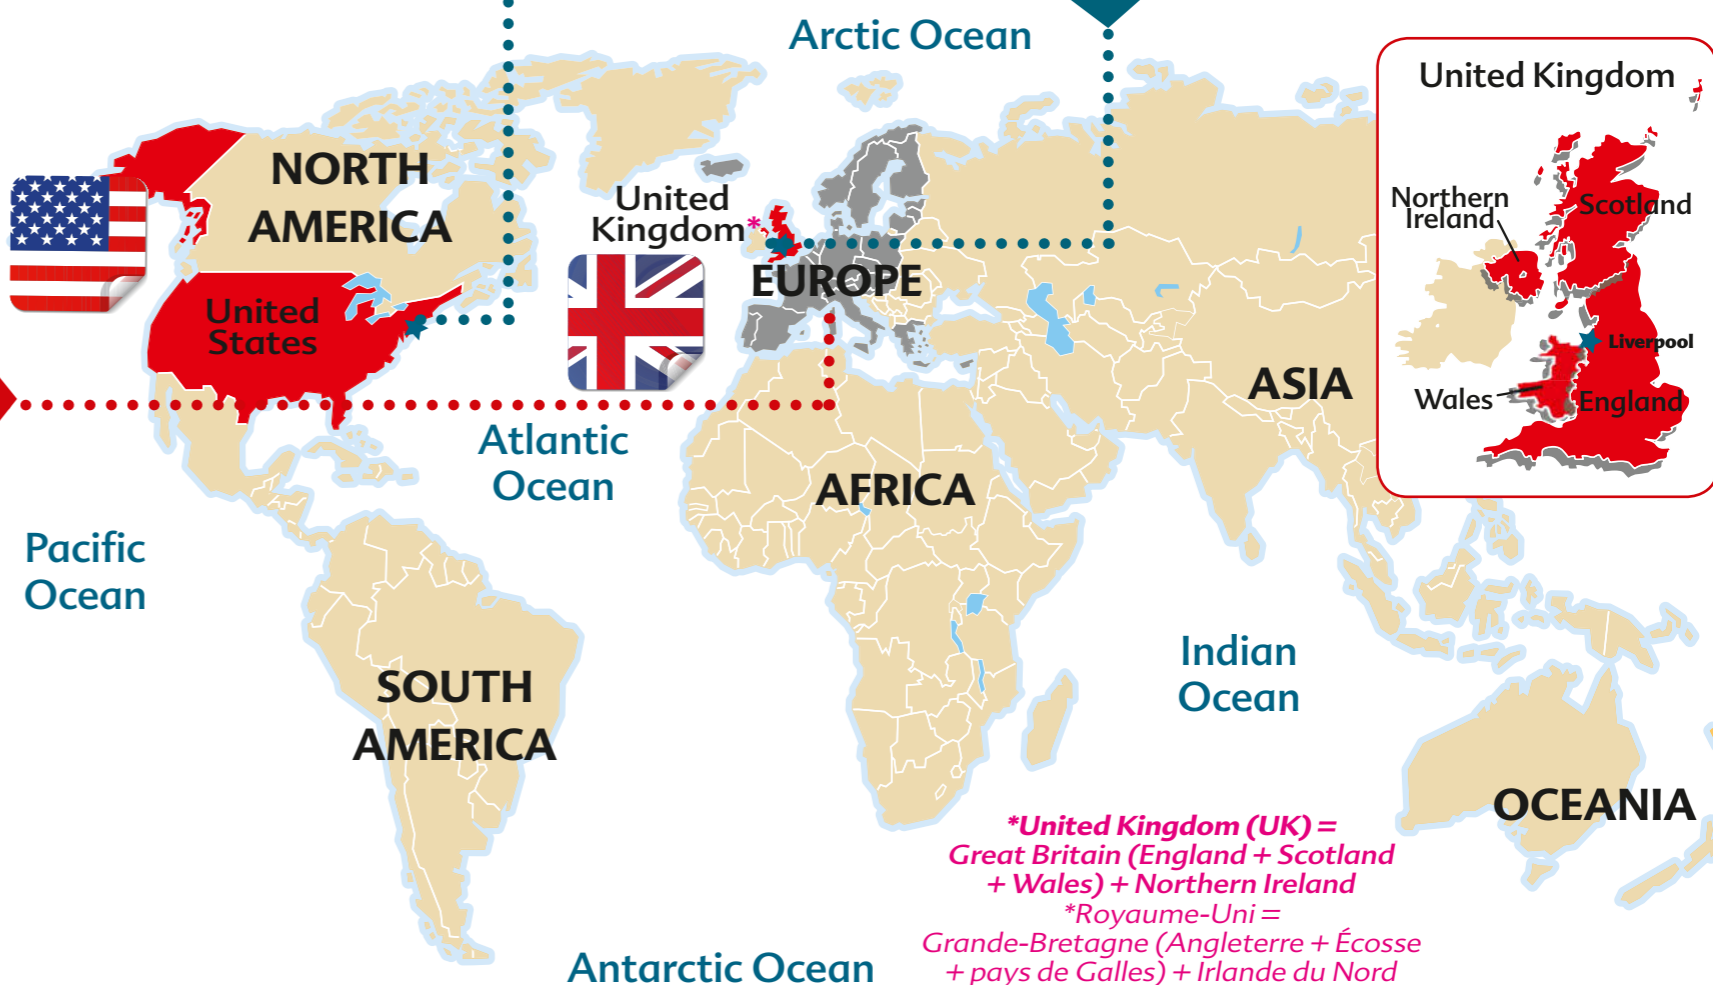 Arctic Ocean
NORTH
AMERICA
United
Kingdom*
EUROPE
United
States
ASIA
Atlantic
Ocean
AFRICA
Pacific
Ocean
SOUTH
AMERICA
Indian
Ocean
OCEANIA
Antarctic Ocean
United Kingdom
Northern
Ireland
Scotland
Liverpool
Wales
England
*United Kingdom (UK) =
Great Britain (England + Scotland
+ Wales) + Northern Ireland
*Royaume-Uni =
Grande-Bretagne (Angleterre + Écosse
+ pays de Galles) + Irlande du Nord